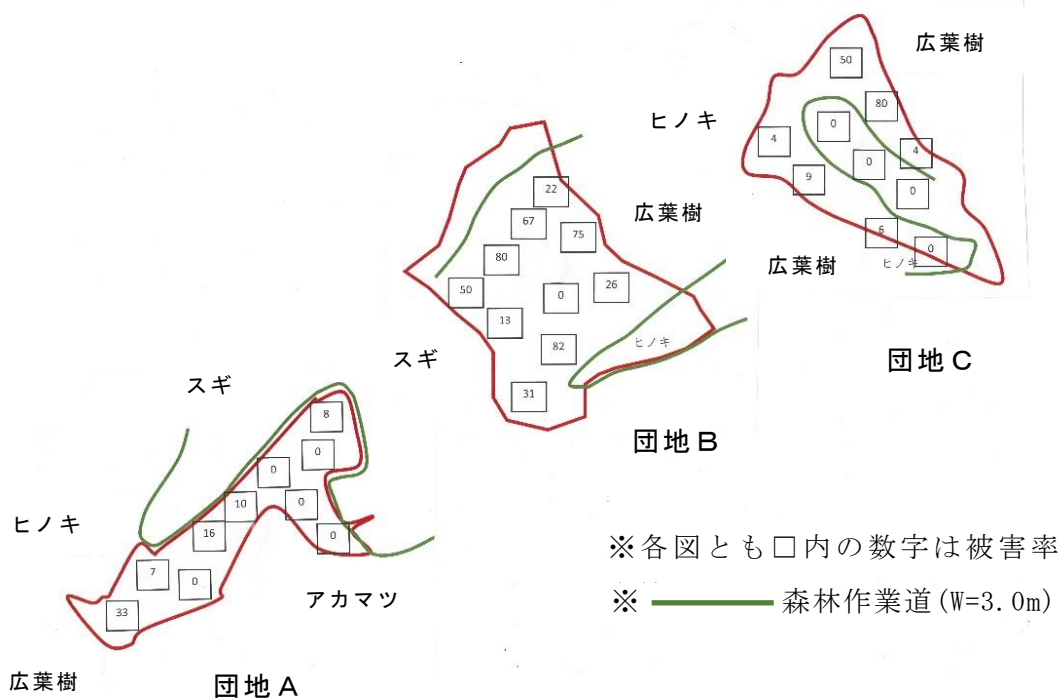 広葉樹
50
80
ヒノキ
0
4
4
0
9
0
22
広葉樹
67
75
6
0
80
広葉樹
ヒノキ
26
50
0
13
ヒノキ
82
スギ
団地C
スギ
31
団地B
8
0
0
10
0
ヒノキ
16
0
※各図とも□内の数字は被害率
7
0
アカマツ
※ 森林作業道(W=3.0m)
33
広葉樹
団地A